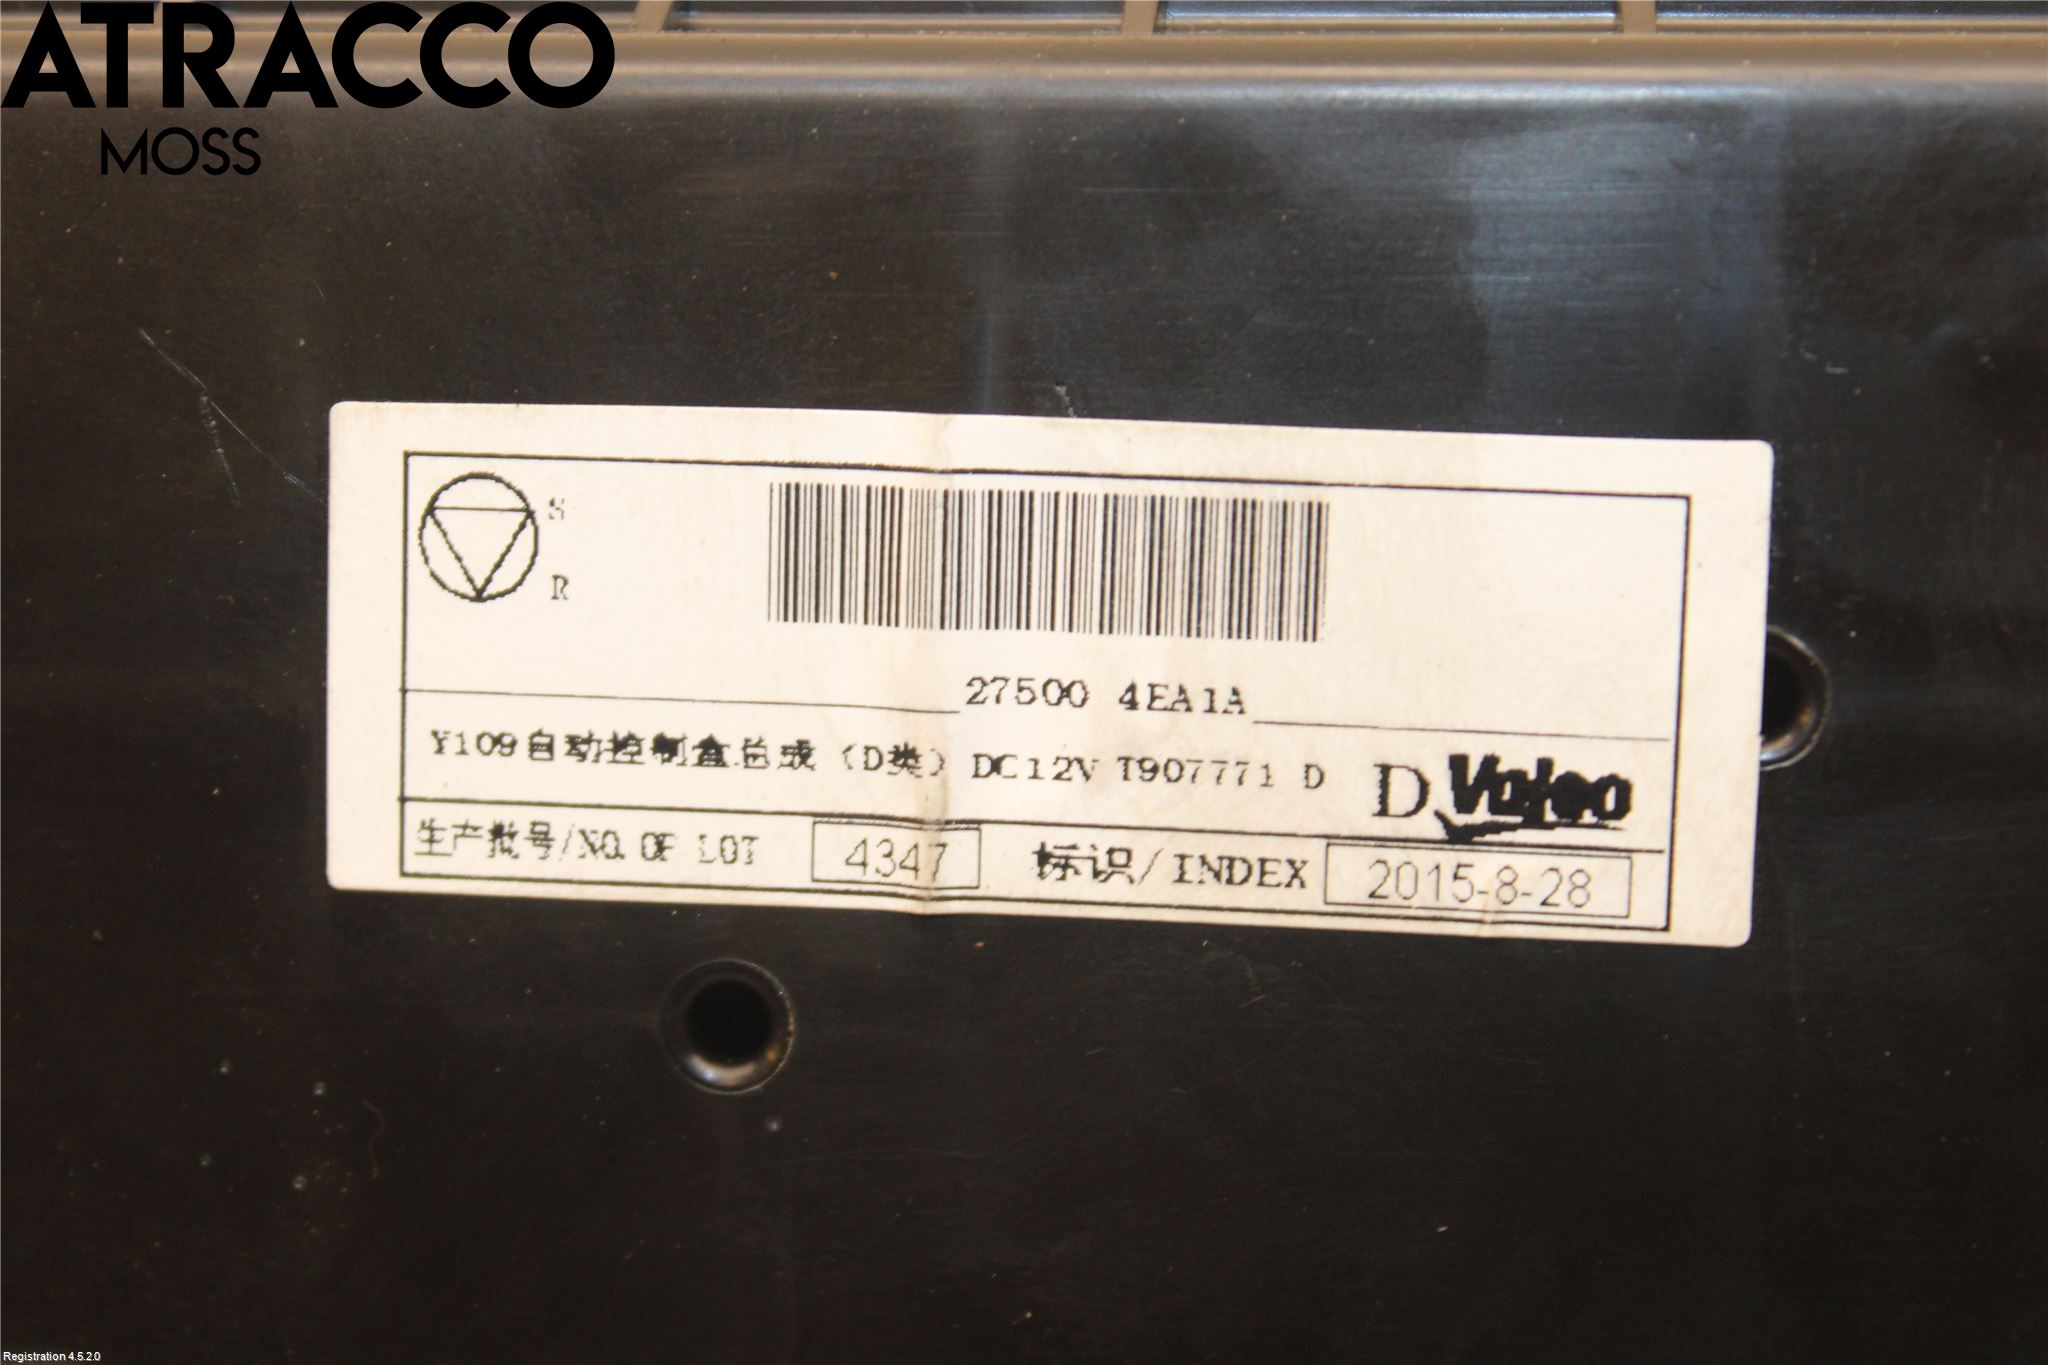 ATRACCO
MOSS
S
R
27500 4EA1A
Y109自动控制盒总成（D类）DC12V T907771 D
D Valeo
生产批号/NO. OF LOT 4347 标识/INDEX 2015-8-28
Registration 4.5.2.0